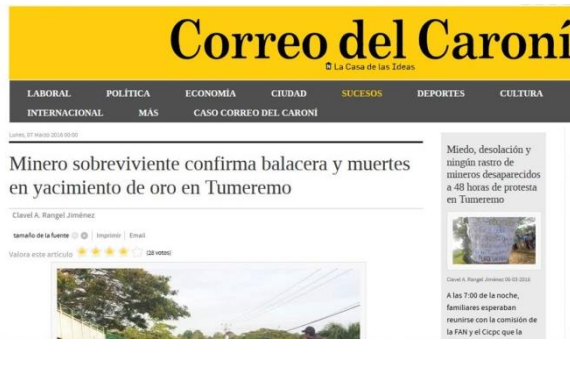 Correo del Caroní
La Casa de las Ideas
LABORAL POLÍTICA ECONOMÍA CIUDAD SUCESOS DEPORTES CULTURA
INTERNACIONAL MÁS CASO CORREO DEL CARONÍ
Lunes, 07 Marzo 2016 00:00
Minero sobreviviente confirma balacera y muertes
en yacimiento de oro en Tumeremo
Clavel A. Rangel Jiménez
tamaño de la fuente Imprimir Email
Valora este artículo (28 votos)
Miedo, desolación y
ningún rastro de
mineros desaparecidos
a 48 horas de protesta
en Tumeremo
Clavel A. Rangel Jiménez 06-03-2016
A las 7:00 de la noche,
familiares esperaban
reunirse con la comisión de
la FAN y el Cicpc que la